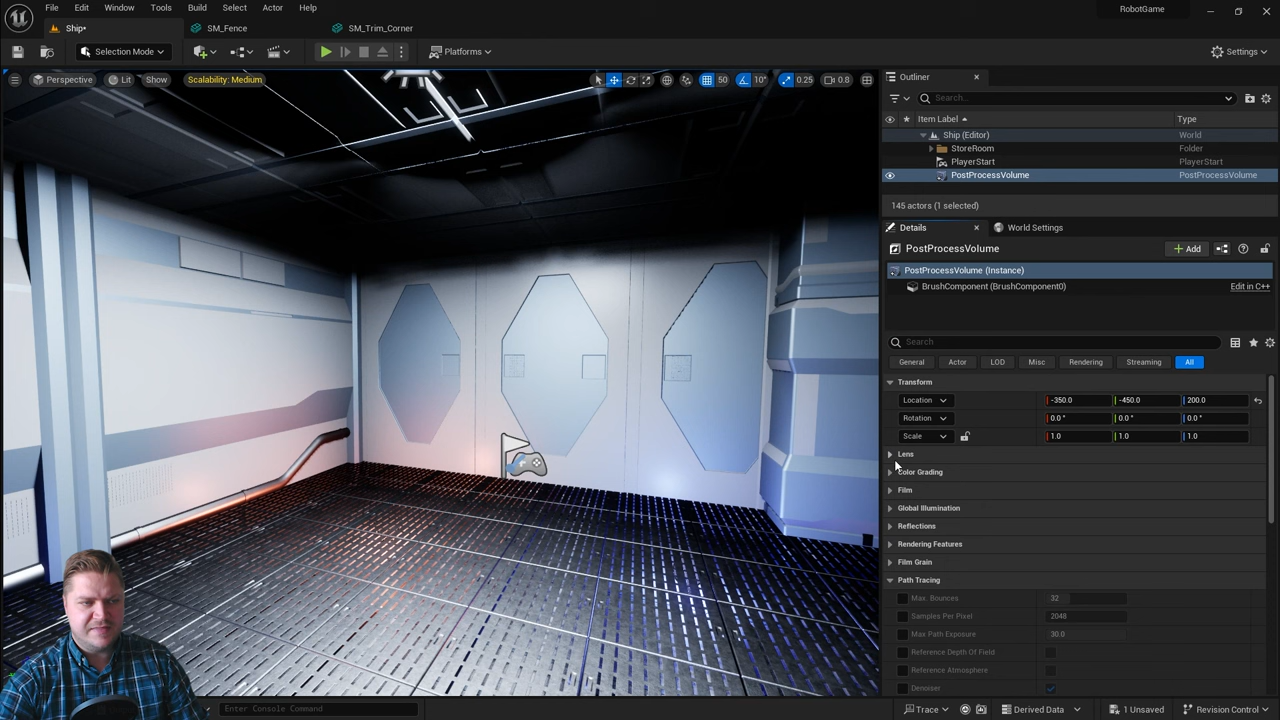 File Edit Window Tools Build Select Actor Help
RobotGame
Ship* SM_Fence SM_Trim_Corner
Selection Mode Platforms Settings
Perspective Lit Show Scalability: Medium 50 10° 0.25 0.8
Outliner
Search...
Item Label Type
Ship (Editor) World
StoreRoom Folder
PlayerStart PlayerStart
PostProcessVolume PostProcessVolume
145 actors (1 selected)
Details World Settings
PostProcessVolume Add
PostProcessVolume (Instance)
BrushComponent (BrushComponent0) Edit in C++
Search
General Actor LOD Misc Rendering Streaming All
Transform
Location -350.0 -450.0 200.0
Rotation 0.0 ° 0.0 ° 0.0 °
Scale 1.0 1.0 1.0
Lens
Color Grading
Film
Global Illumination
Reflections
Rendering Features
Film Grain
Path Tracing
Max. Bounces 32
Samples Per Pixel 2048
Max Path Exposure 30.0
Reference Depth Of Field
Reference Atmosphere
Denoiser
Enter Console Command
Trace Derived Data 1 Unsaved Revision Control